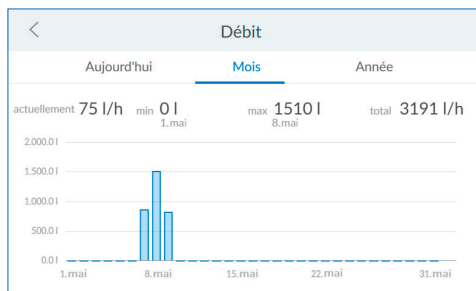 Débit
Aujourd'hui Mois Année
actuellement 75 l/h min 0 l max 1510 l total 3191 l/h
1.mai 8.mai
2.000.0 l
1.500.0 l
1.000.0 l
500.0 l
0.0 l
1.mai 8.mai 15.mai 22.mai 31.mai